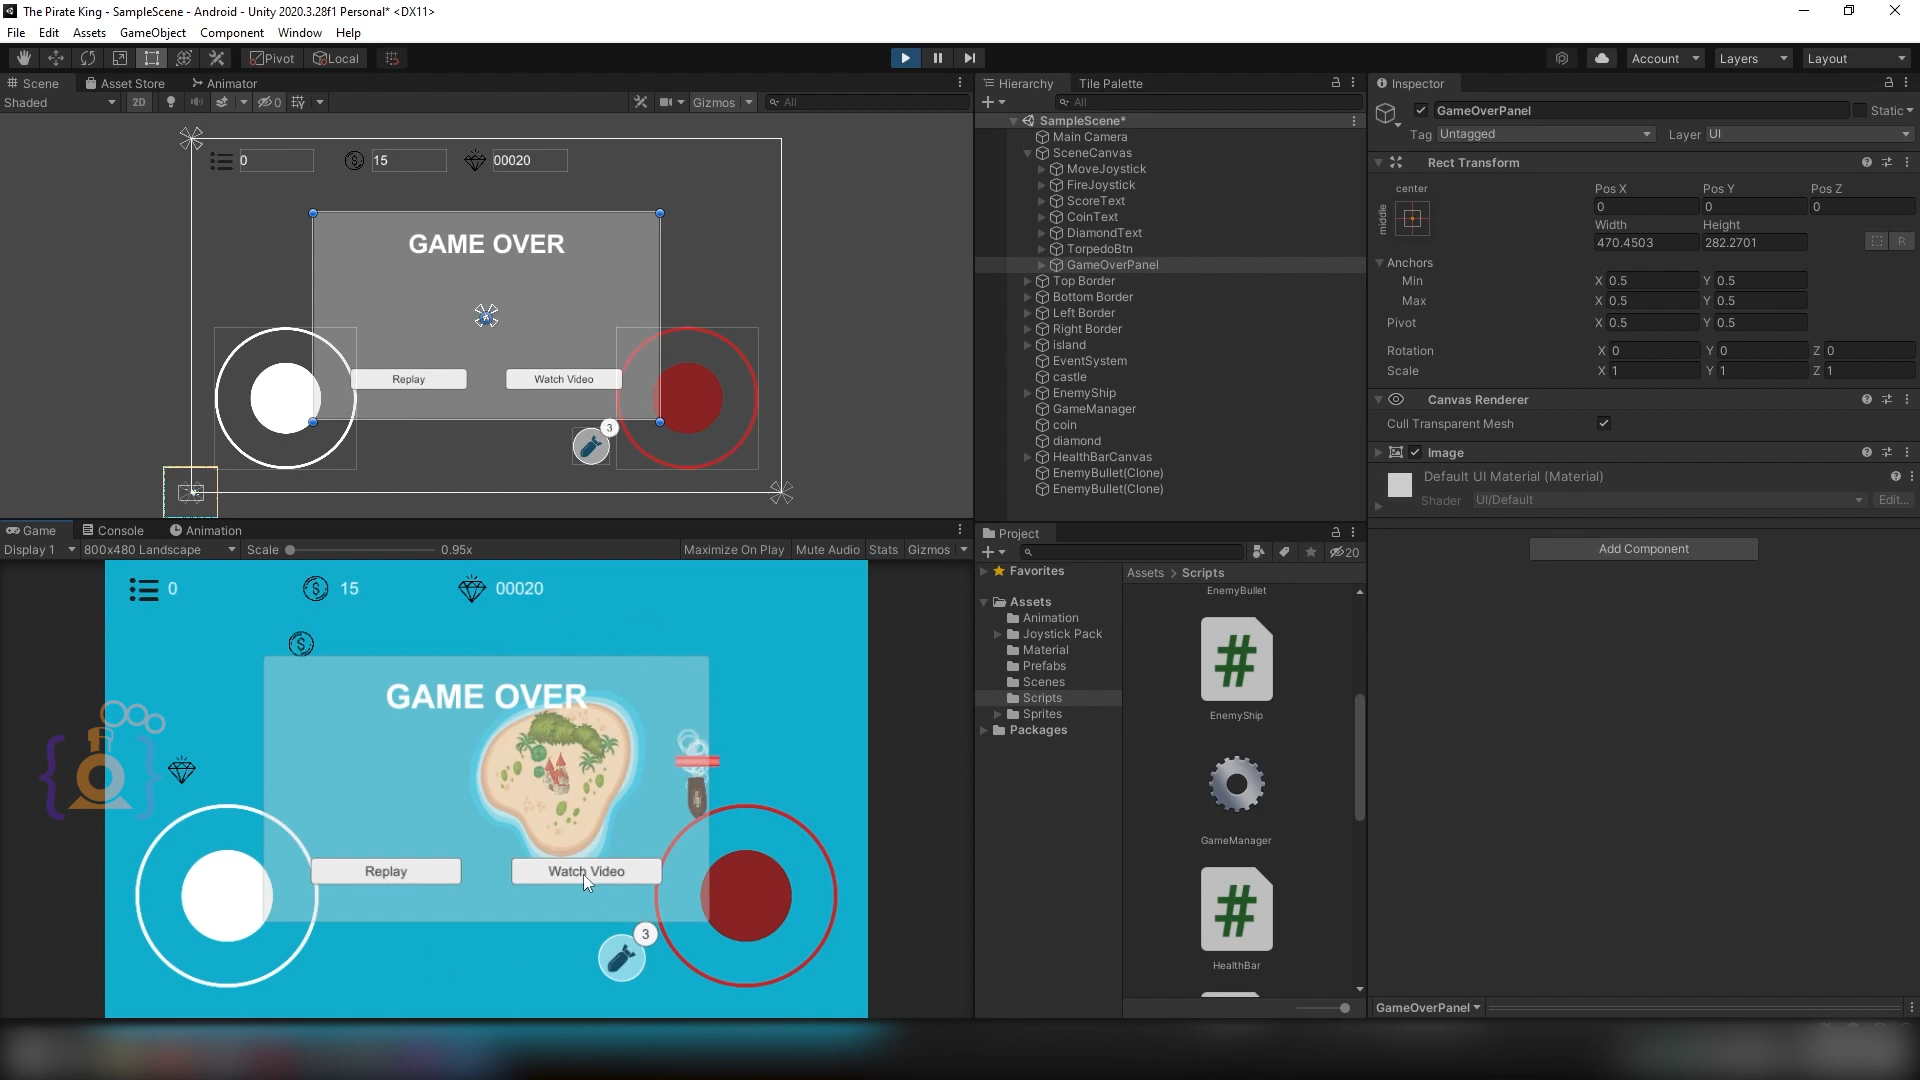 The Pirate King - SampleScene - Android - Unity 2020.3.28f1 Personal* <DX11>
File Edit Assets GameObject Component Window Help
Pivot Local
Account Layers Layout
Scene Asset Store Animator
Shaded 2D 0 Gizmos All
0 15 00020
GAME OVER
Replay Watch Video
3
Game Console Animation
Display 1 800x480 Landscape Scale 0.95x Maximize On Play Mute Audio Stats Gizmos
0 $ 15 00020
$
GAME OVER
Replay Watch Video
3
Hierarchy Tile Palette
All
SampleScene*
Main Camera
SceneCanvas
MoveJoystick
FireJoystick
ScoreText
CoinText
DiamondText
TorpedoBtn
GameOverPanel
Top Border
Bottom Border
Left Border
Right Border
island
EventSystem
castle
EnemyShip
GameManager
coin
diamond
HealthBarCanvas
EnemyBullet(Clone)
EnemyBullet(Clone)
Project
20
Favorites
Assets
Animation
Joystick Pack
Material
Prefabs
Scenes
Scripts
Sprites
Packages
Assets > Scripts
EnemyBullet
#
EnemyShip
GameManager
#
HealthBar
Inspector
GameOverPanel Static
Tag Untagged Layer UI
Rect Transform
center
middle
Pos X Pos Y Pos Z
0 0 0
Width Height
470.4503 282.2701 R
Anchors
Min X 0.5 Y 0.5
Max X 0.5 Y 0.5
Pivot X 0.5 Y 0.5
Rotation X 0 Y 0 Z 0
Scale X 1 Y 1 Z 1
Canvas Renderer
Cull Transparent Mesh
Image
Default UI Material (Material)
Shader UI/Default Edit...
Add Component
GameOverPanel